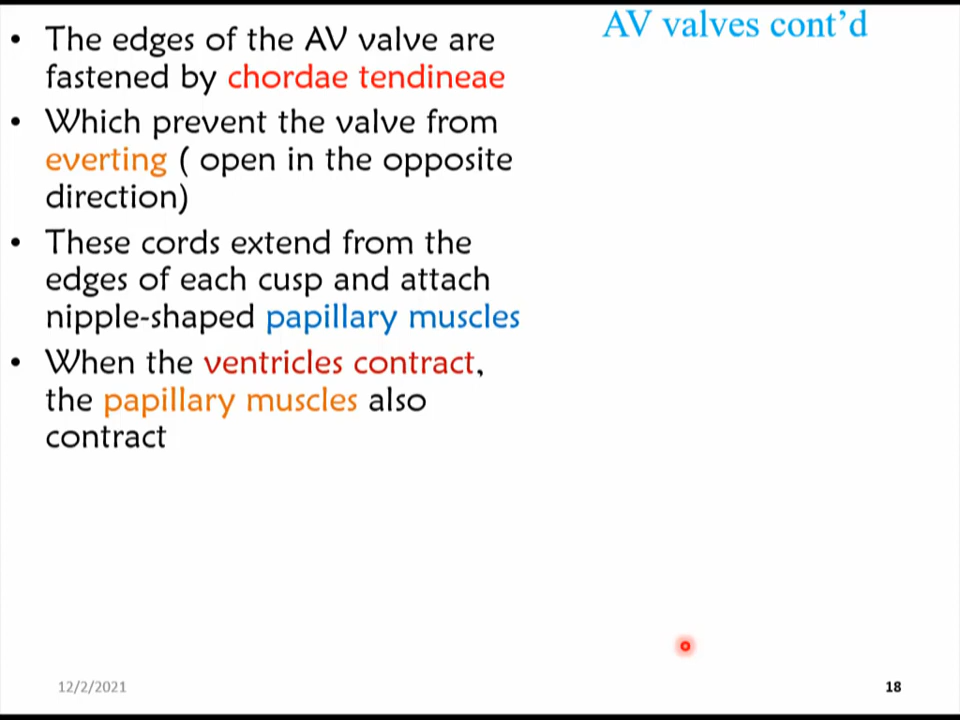 AV valves cont’d
• The edges of the AV valve are
fastened by chordae tendineae
• Which prevent the valve from
everting ( open in the opposite
direction)
• These cords extend from the
edges of each cusp and attach
nipple-shaped papillary muscles
• When the ventricles contract,
the papillary muscles also
contract
12/2/2021
18